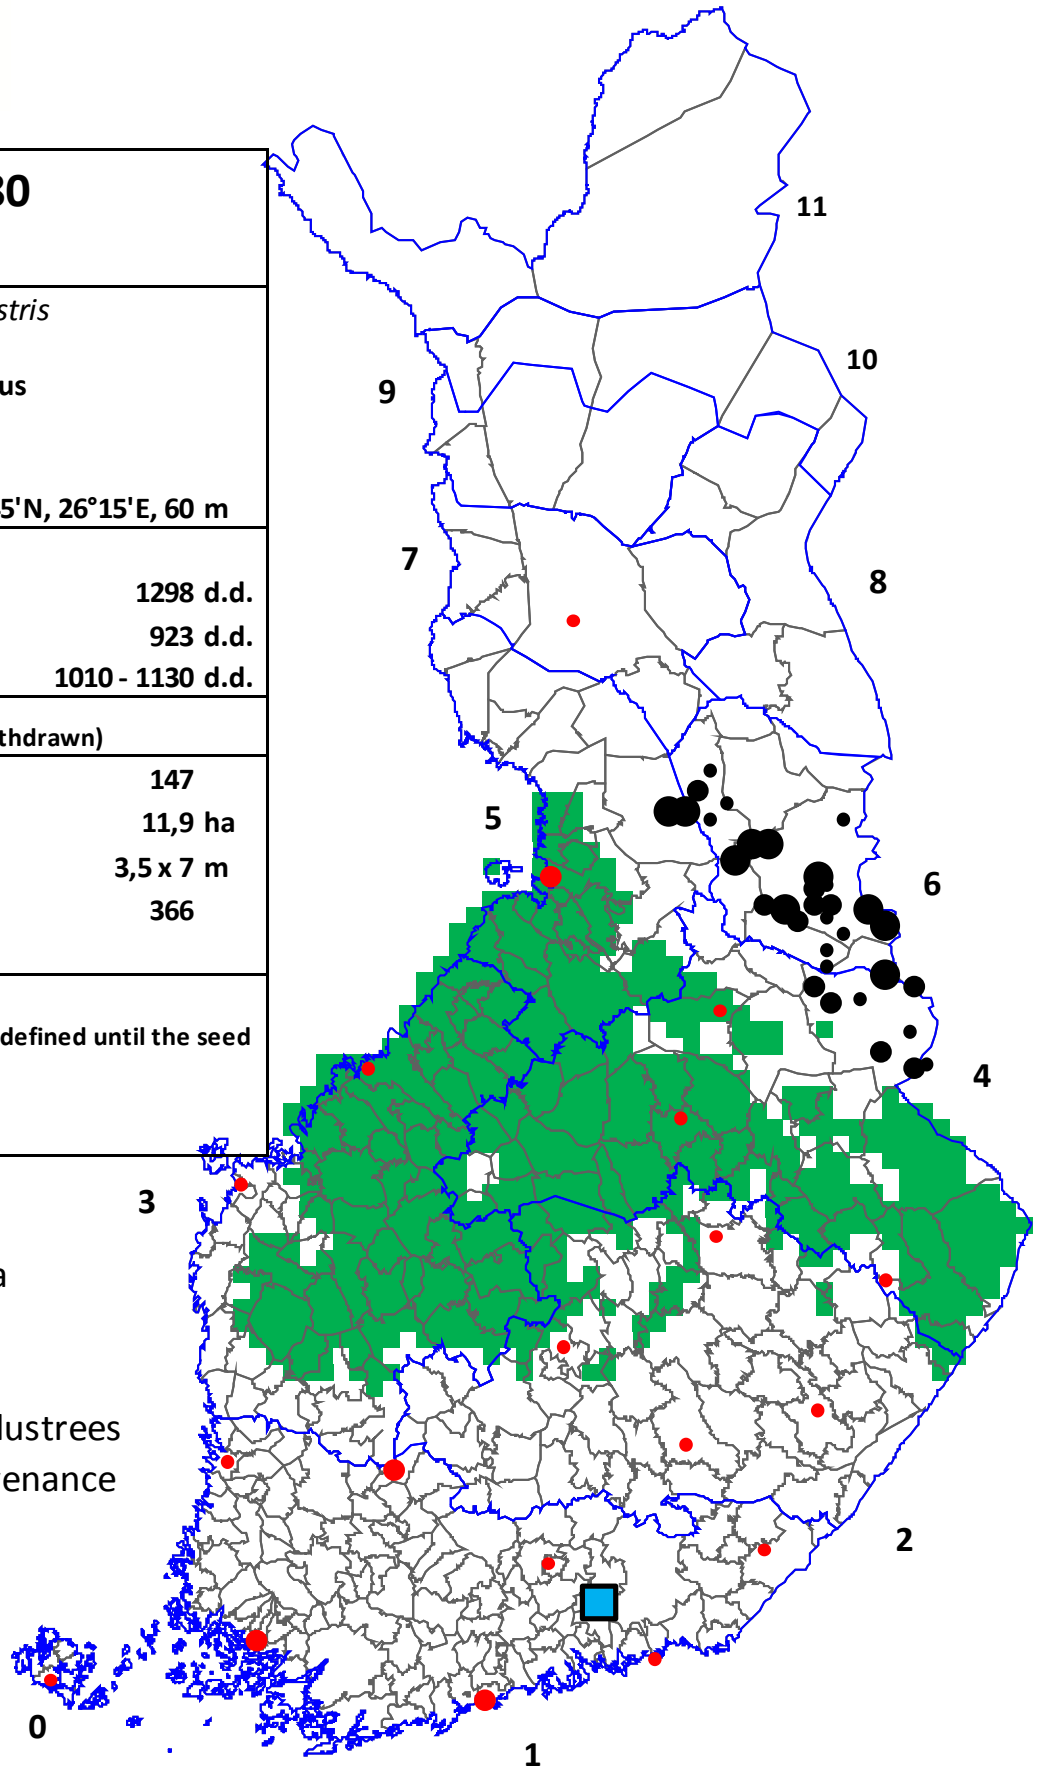 30
stris
us
5'N, 26°15'E, 60 m
1298 d.d.
923 d.d.
1010 - 1130 d.d.
thdrawn)
147
11,9 ha
3,5 x 7 m
366
defined until the seed
a
lustrees
venance
11
10
9
8
7
6
5
4
3
2
1
0